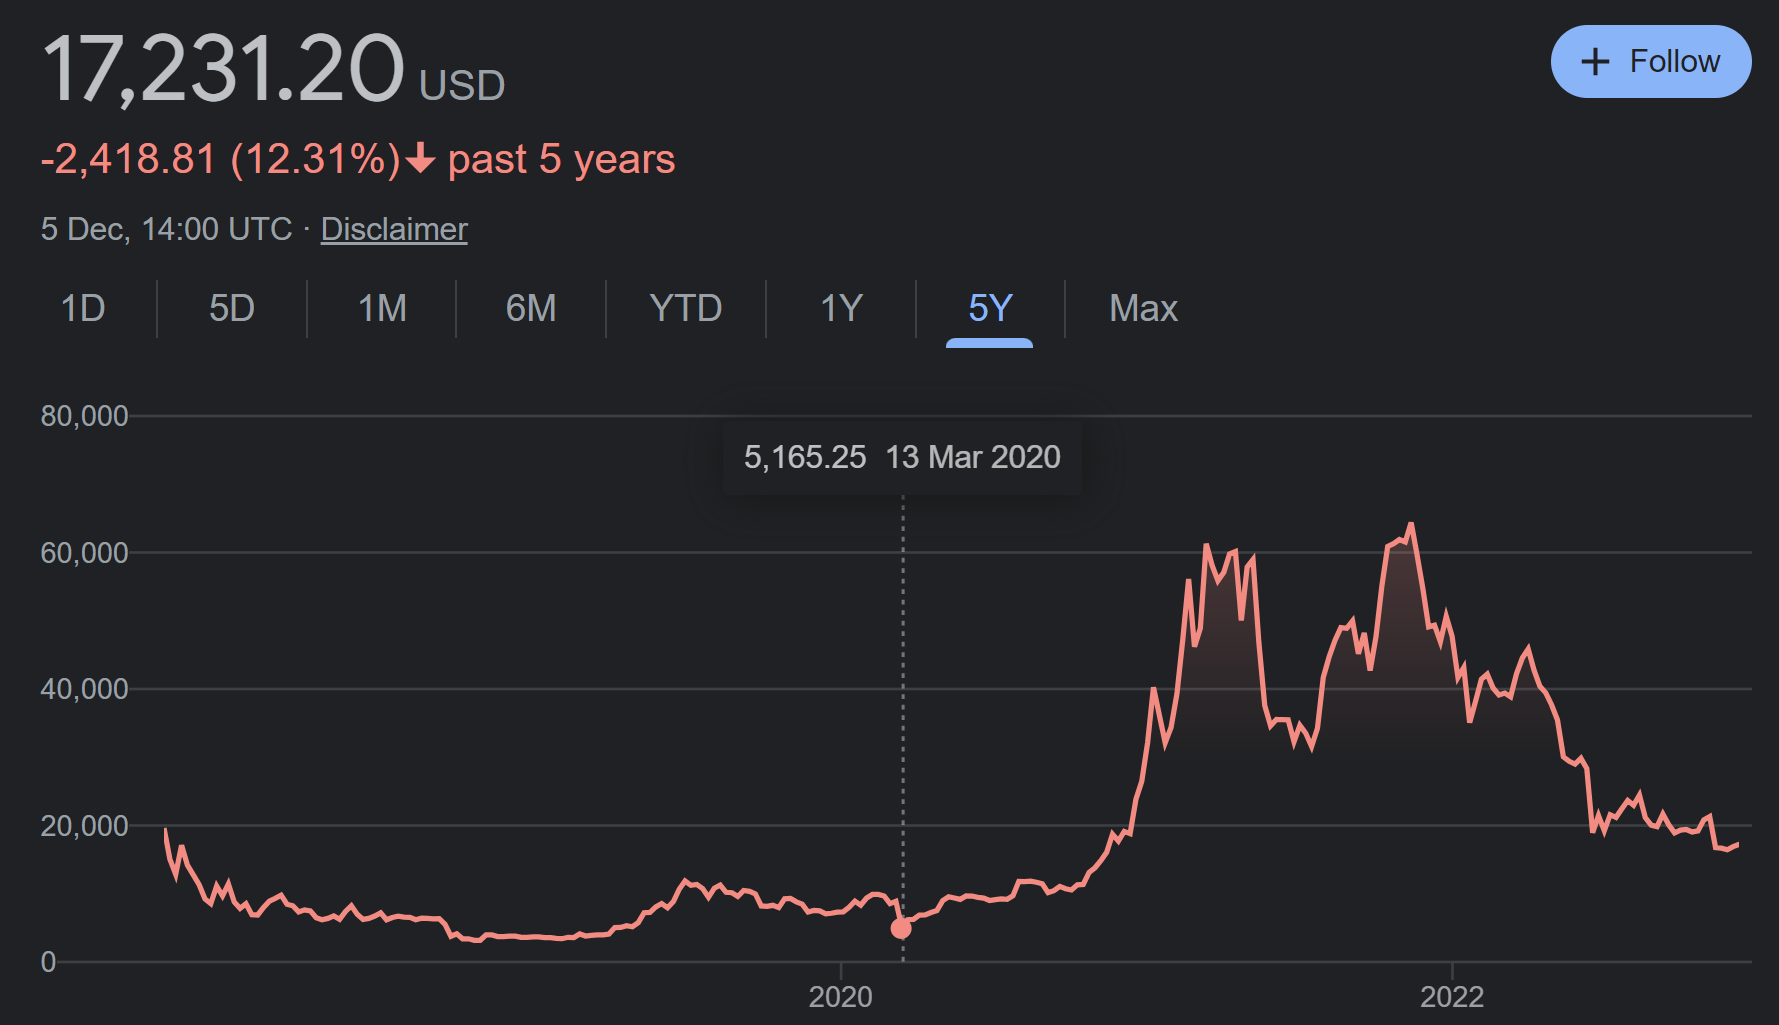 17,231.20 USD
+ Follow
-2,418.81 (12.31%) past 5 years
5 Dec, 14:00 UTC · Disclaimer
1D 5D 1M 6M YTD 1Y 5Y Max
80,000
5,165.25 13 Mar 2020
60,000
40,000
20,000
0
2020 2022